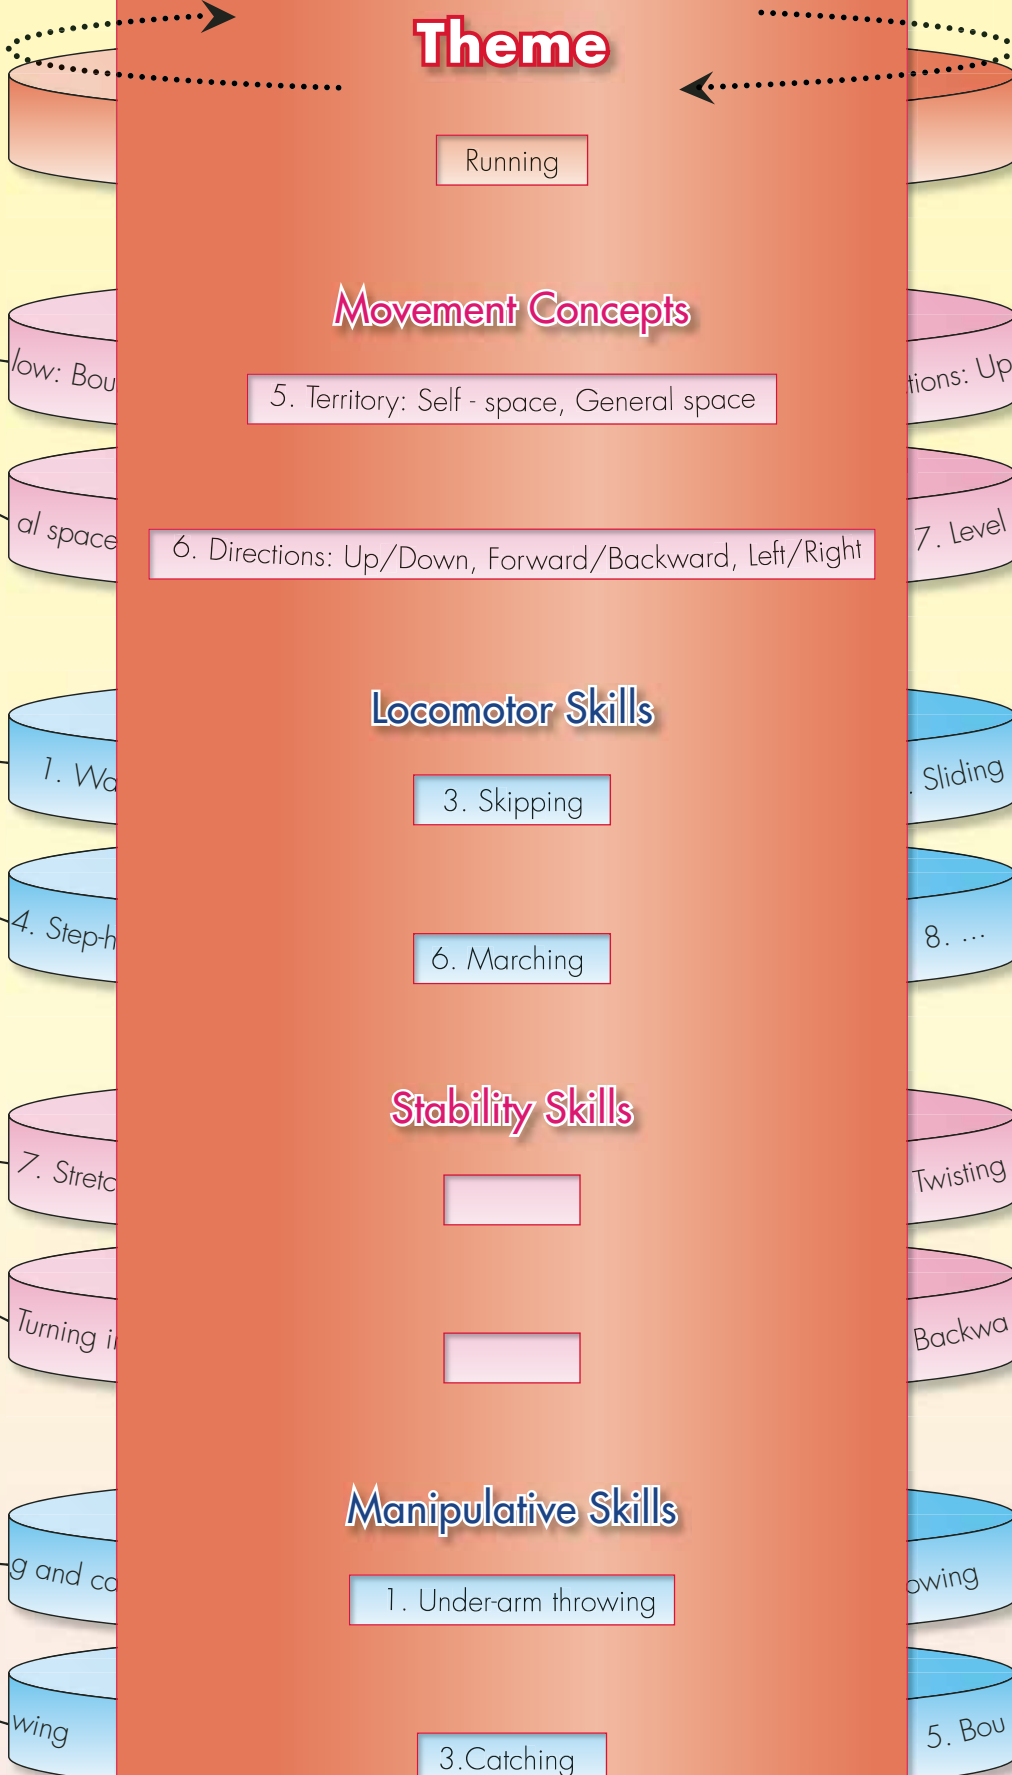 Theme
Running
Movement Concepts
low: Bou
5. Territory: Self - space, General space
tions: Up
al space
6. Directions: Up/Down, Forward/Backward, Left/Right
7. Level
Locomotor Skills
1. Wa
3. Skipping
. Sliding
4. Step-h
6. Marching
8. ...
Stability Skills
7. Stretc
Twisting
Turning i
Backwa
Manipulative Skills
g and co
1. Under-arm throwing
owing
wing
3.Catching
5. Bou